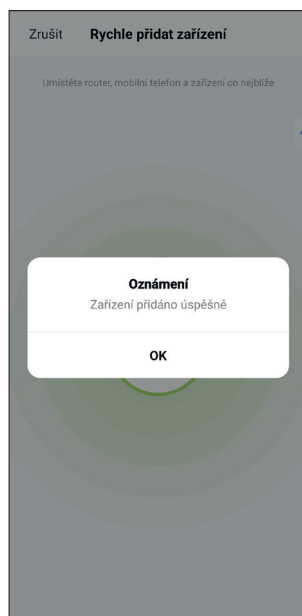 Zrušit Rychle přidat zařízení
Umístěte router, mobilní telefon a zařízení co nejblíže
Oznámení
Zařízení přidáno úspěšně
OK